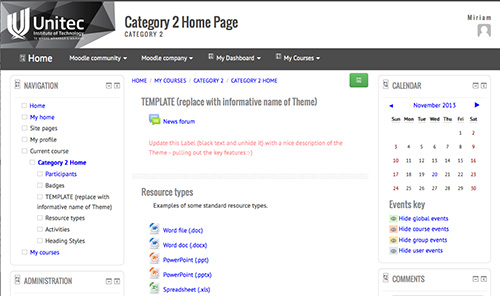 Unitec
Institute of Technology
Category 2 Home Page
CATEGORY 2
Miriam
Home
Moodle community
Moodle company
My Dashboard
My Courses
NAVIGATION
Home
My home
Site pages
My profile
Current course
Category 2 Home
Participants
Badges
TEMPLATE (replace with
informative name of Theme)
Resource types
Activities
Heading Styles
My courses
ADMINISTRATION
HOME / MY COURSES / CATEGORY 2 / CATEGORY 2 HOME
TEMPLATE (replace with informative name of Theme)
News forum
Update this Label (black text and unhide it) with a nice description of the
Theme - pulling out the key features :-)
Resource types
Examples of some standard resource types.
Word file (.doc)
Word doc (.docx)
PowerPoint (.ppt)
PowerPoint (.pptx)
Spreadsheet (.xls)
CALENDAR
◄ November 2013 ►
Sun Mon Tue Wed Thu Fri Sat
1 2
3 4 5 6 7 8 9
10 11 12 13 14 15 16
17 18 19 20 21 22 23
24 25 26 27 28 29 30
Events key
Hide global events
Hide course events
Hide group events
Hide user events
COMMENTS